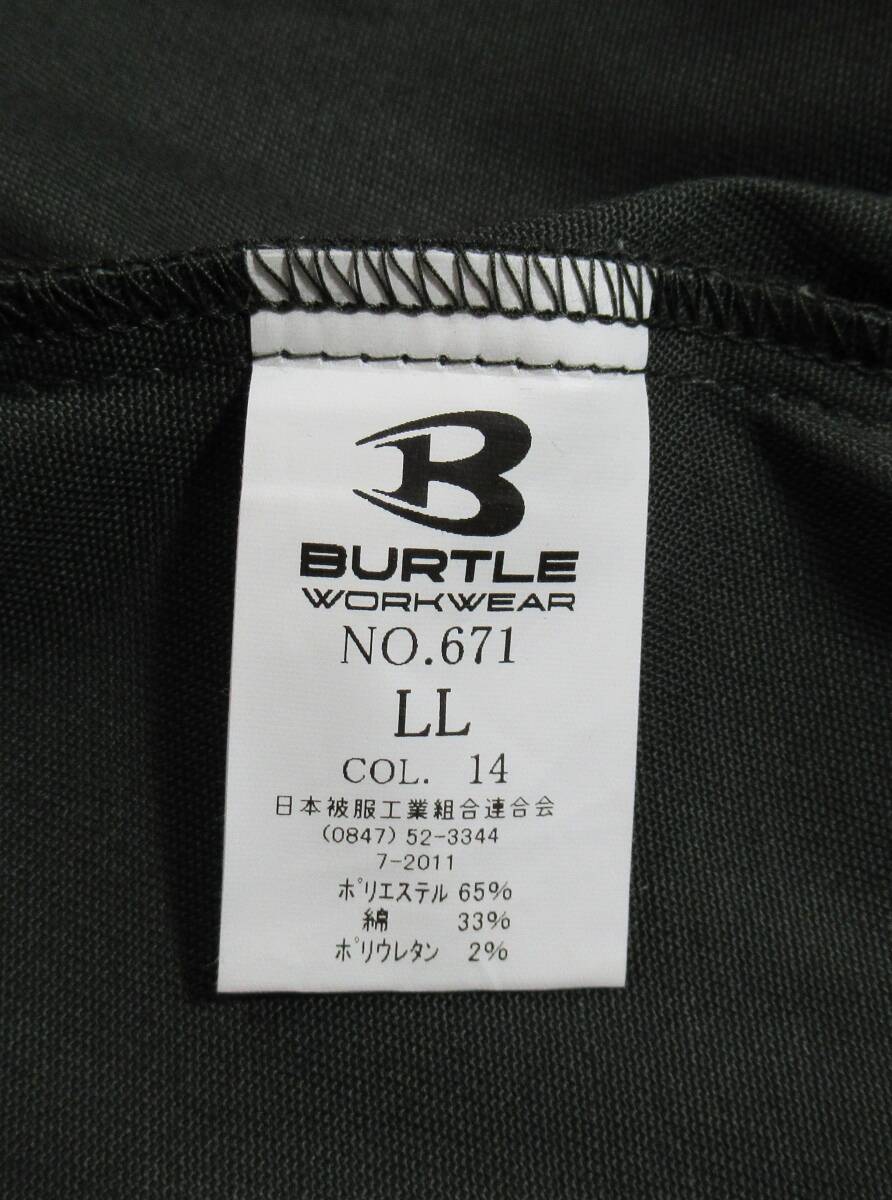 B
BURTLE
WORKWEAR
NO.671
LL
COL. 14
日本被服工業組合連合会
(0847) 52-3344
7-2011
ポリエステル 65%
綿 33%
ポリウレタン 2%